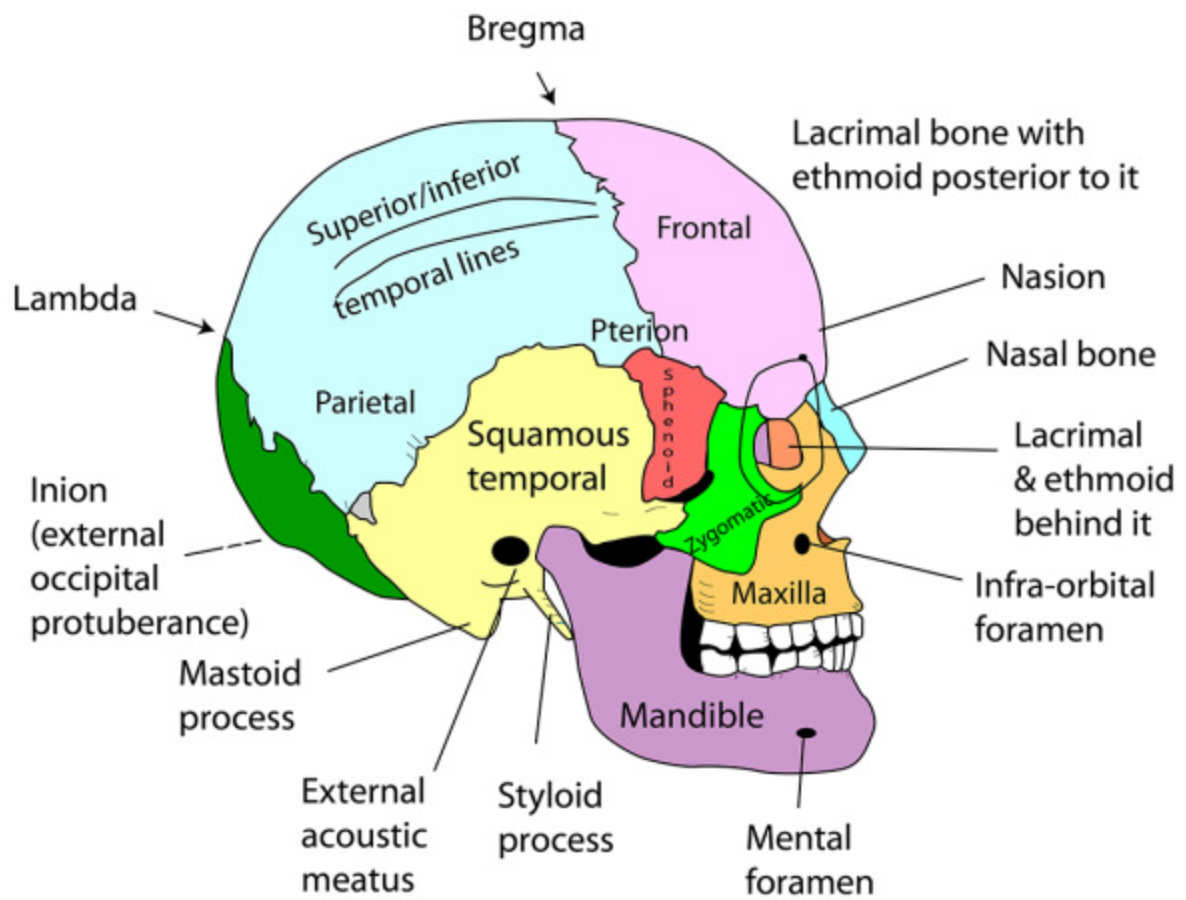 Bregma
Lacrimal bone with
ethmoid posterior to it
Superior/inferior
temporal lines
Frontal
Nasion
Lambda
Pterion
Nasal bone
Sphenoid
Parietal
Squamous
temporal
Lacrimal
& ethmoid
behind it
Inion
(external
occipital
protuberance)
Zygomatic
Infra-orbital
foramen
Maxilla
Mastoid
process
Mandible
External
acoustic
meatus
Styloid
process
Mental
foramen